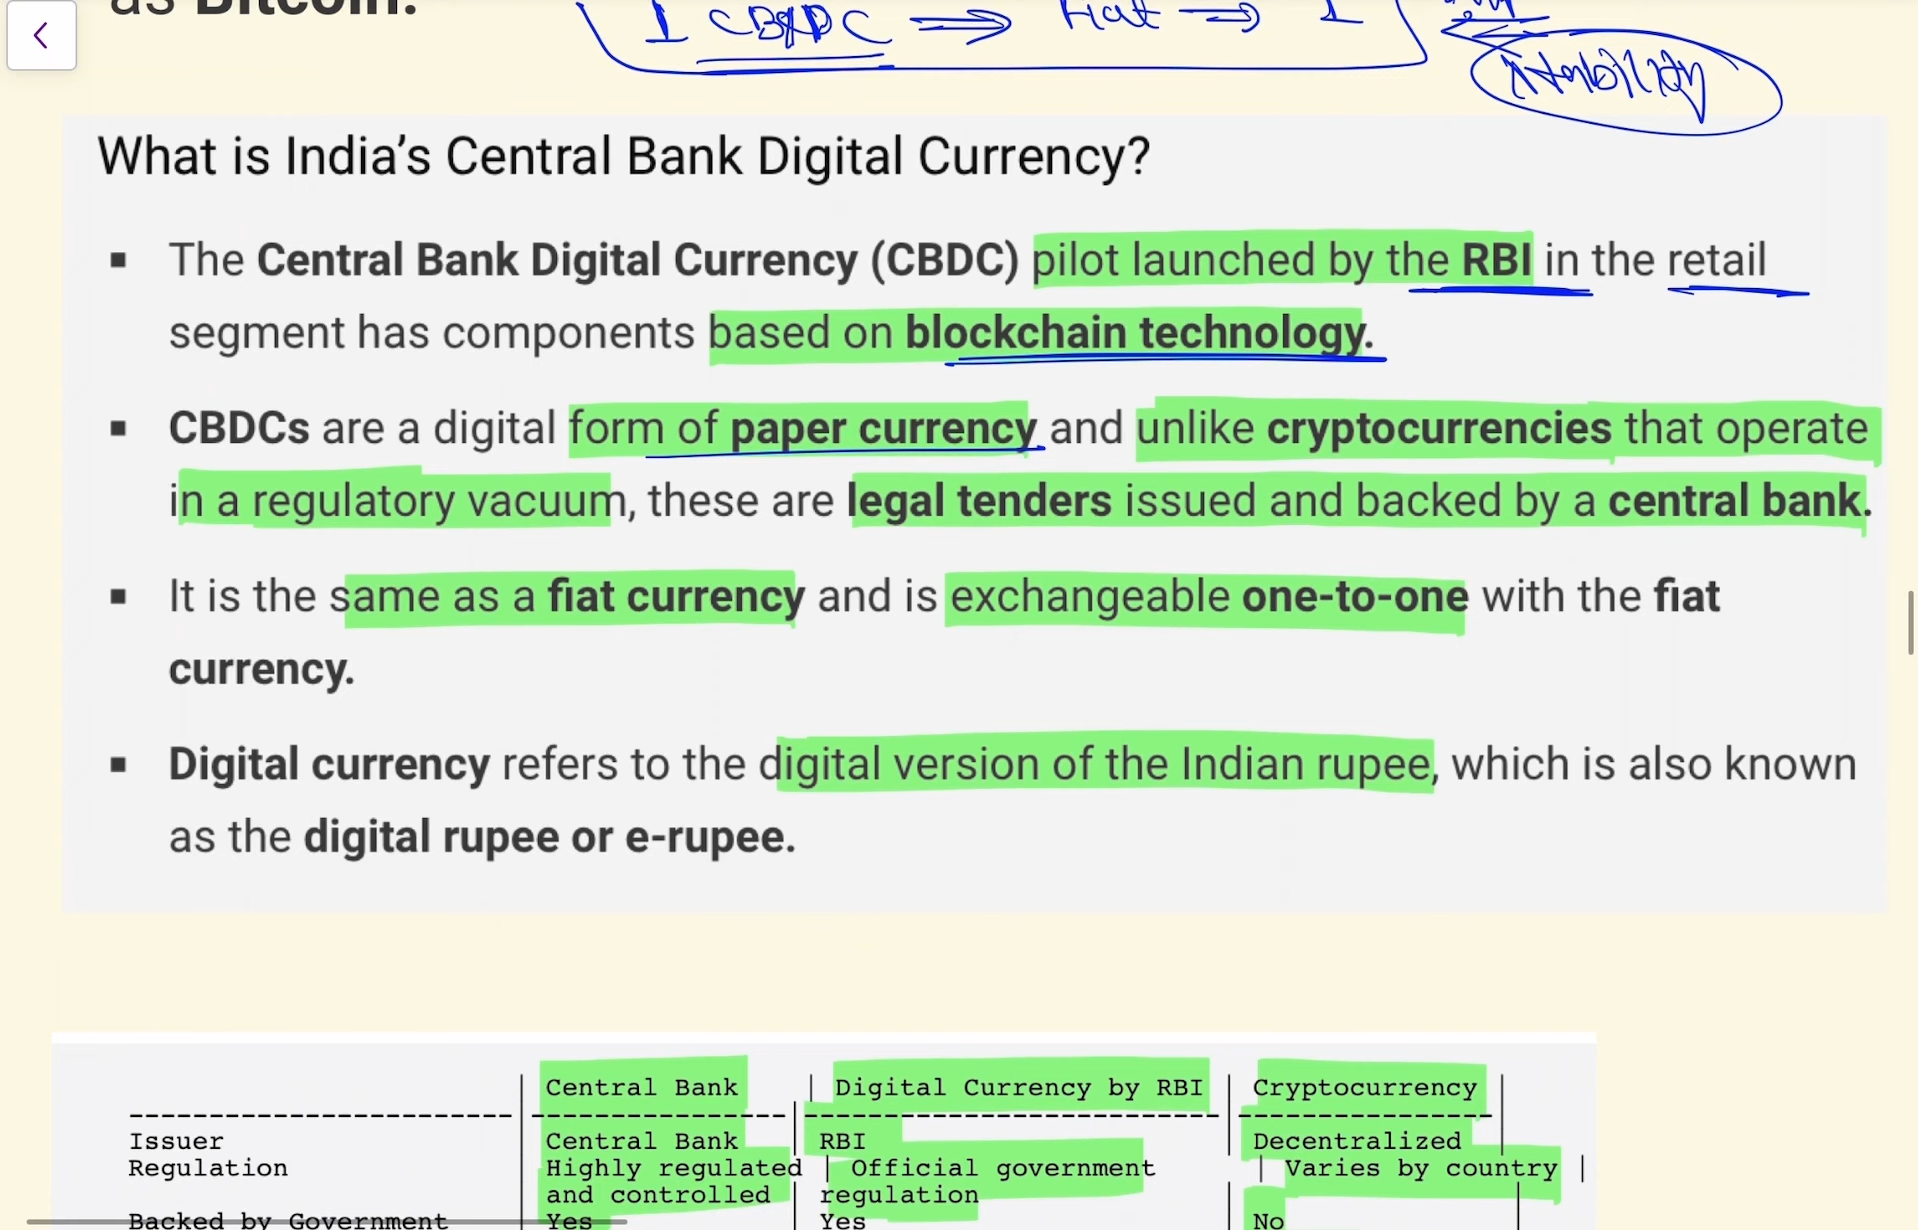 as Bitcoin.
1 CBDC ⇒ Fiat ⇒ 1
What is India’s Central Bank Digital Currency?
▪ The Central Bank Digital Currency (CBDC) pilot launched by the RBI in the retail
segment has components based on blockchain technology.
▪ CBDCs are a digital form of paper currency and unlike cryptocurrencies that operate
in a regulatory vacuum, these are legal tenders issued and backed by a central bank.
▪ It is the same as a fiat currency and is exchangeable one-to-one with the fiat
currency.
▪ Digital currency refers to the digital version of the Indian rupee, which is also known
as the digital rupee or e-rupee.
| Central Bank | Digital Currency by RBI | Cryptocurrency |
Issuer | Central Bank | RBI | Decentralized |
Regulation | Highly regulated | Official government | Varies by country |
and controlled | regulation
Backed by Government | Yes | Yes | No |